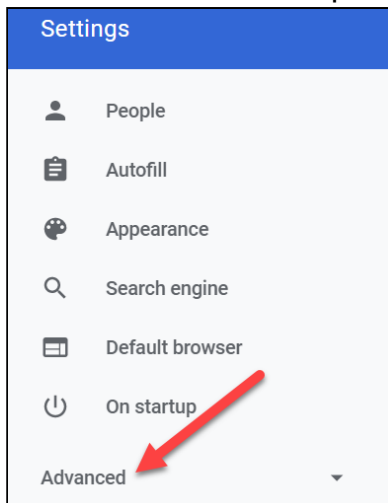 Settings
People
Autofill
Appearance
Search engine
Default browser
On startup
Advanced